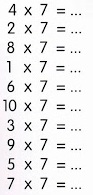 4 x 7 = ...
2 x 7 = ...
8 x 7 = ...
1 x 7 = ...
6 x 7 = ...
10 x 7 = ...
3 x 7 = ...
9 x 7 = ...
5 x 7 = ...
7 x 7 = ...